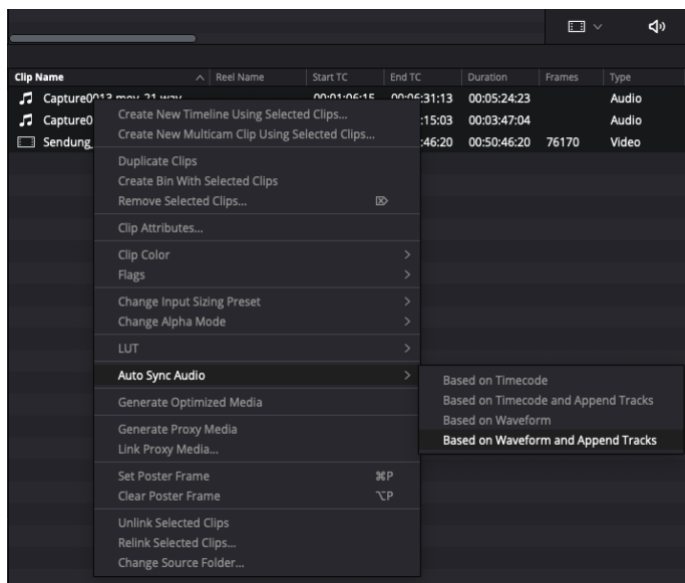 Clip Name Reel Name Start TC End TC Duration Frames Type
Capture0013.mov_21.wav 00:01:06:15 00:06:31:13 00:05:24:23 Audio
Capture0 :15:03 00:03:47:04 Audio
Sendung_ :46:20 00:50:46:20 76170 Video
Create New Timeline Using Selected Clips...
Create New Multicam Clip Using Selected Clips...
Duplicate Clips
Create Bin With Selected Clips
Remove Selected Clips...
Clip Attributes...
Clip Color
Flags
Change Input Sizing Preset
Change Alpha Mode
LUT
Auto Sync Audio
Based on Timecode
Based on Timecode and Append Tracks
Based on Waveform
Based on Waveform and Append Tracks
Generate Optimized Media
Generate Proxy Media
Link Proxy Media...
Set Poster Frame ⌘P
Clear Poster Frame ⌥P
Unlink Selected Clips
Relink Selected Clips...
Change Source Folder...